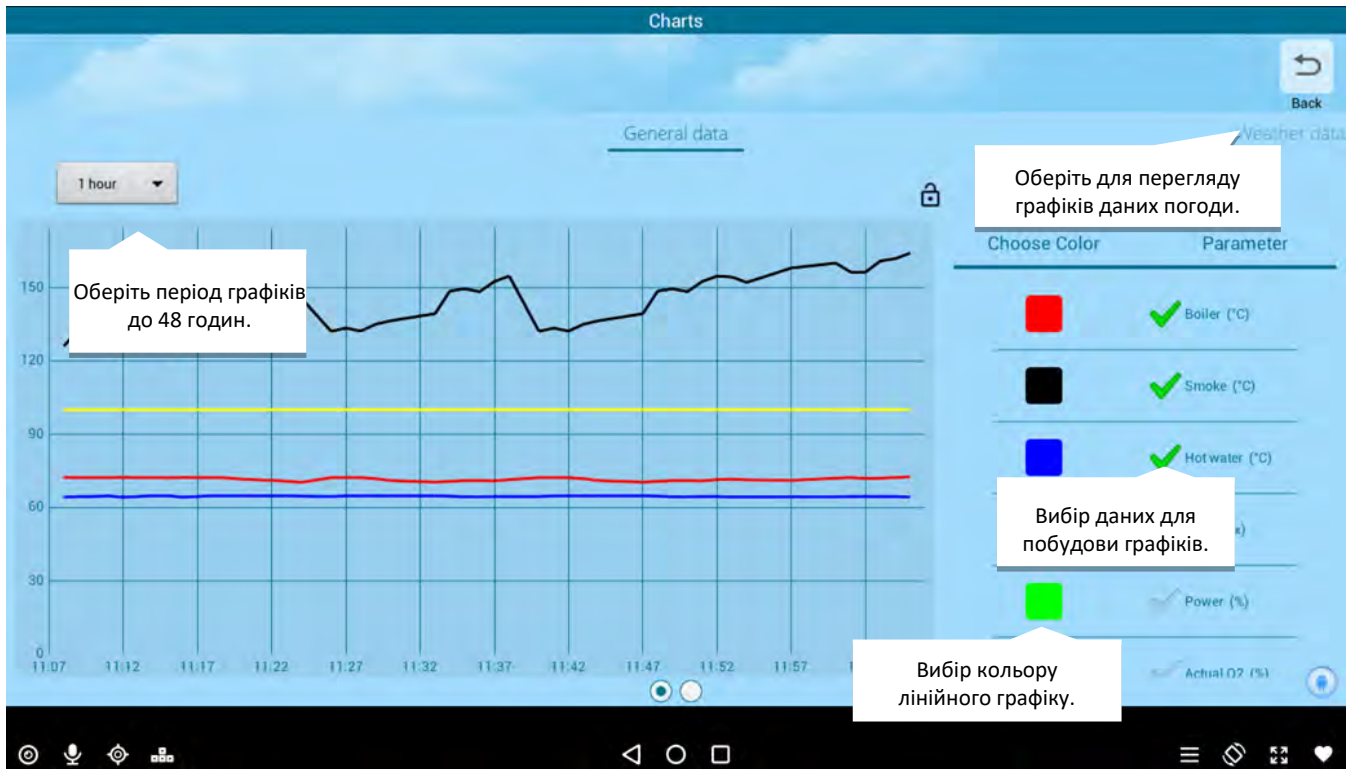 Charts
Back
General data
Weather data
1 hour
Оберіть для перегляду
графіків даних погоди.
Choose Color Parameter
Оберіть період графіків
до 48 годин.
150
120
90
60
30
0
Boiler (°C)
Smoke (°C)
Hot water (°C)
Вибір даних для
побудови графіків.
Power (%)
Вибір кольору
лінійного графіку.
Actual O2 (%)
11:07 11:12 11:17 11:22 11:27 11:32 11:37 11:42 11:47 11:52 11:57